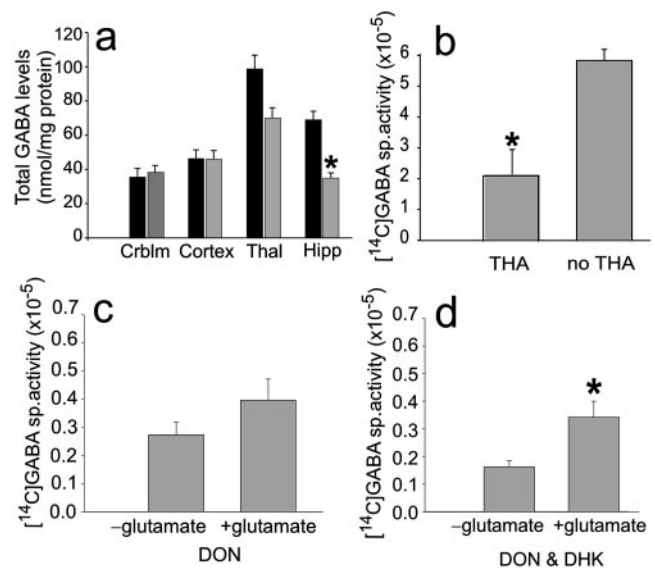 a
Total GABA levels
(nmol/mg protein)
120
100
80
60
40
20
0
*
Crblm Cortex Thal Hipp
b
[14C]GABA sp.activity (x10-5)
6
5
4
3
2
1
0
*
THA no THA
c
[14C]GABA sp.activity (x10-5)
0.7
0.6
0.5
0.4
0.3
0.2
0.1
0.0
–glutamate +glutamate
DON
d
[14C]GABA sp.activity (x10-5)
0.7
0.6
0.5
0.4
0.3
0.2
0.1
0.0
*
–glutamate +glutamate
DON & DHK